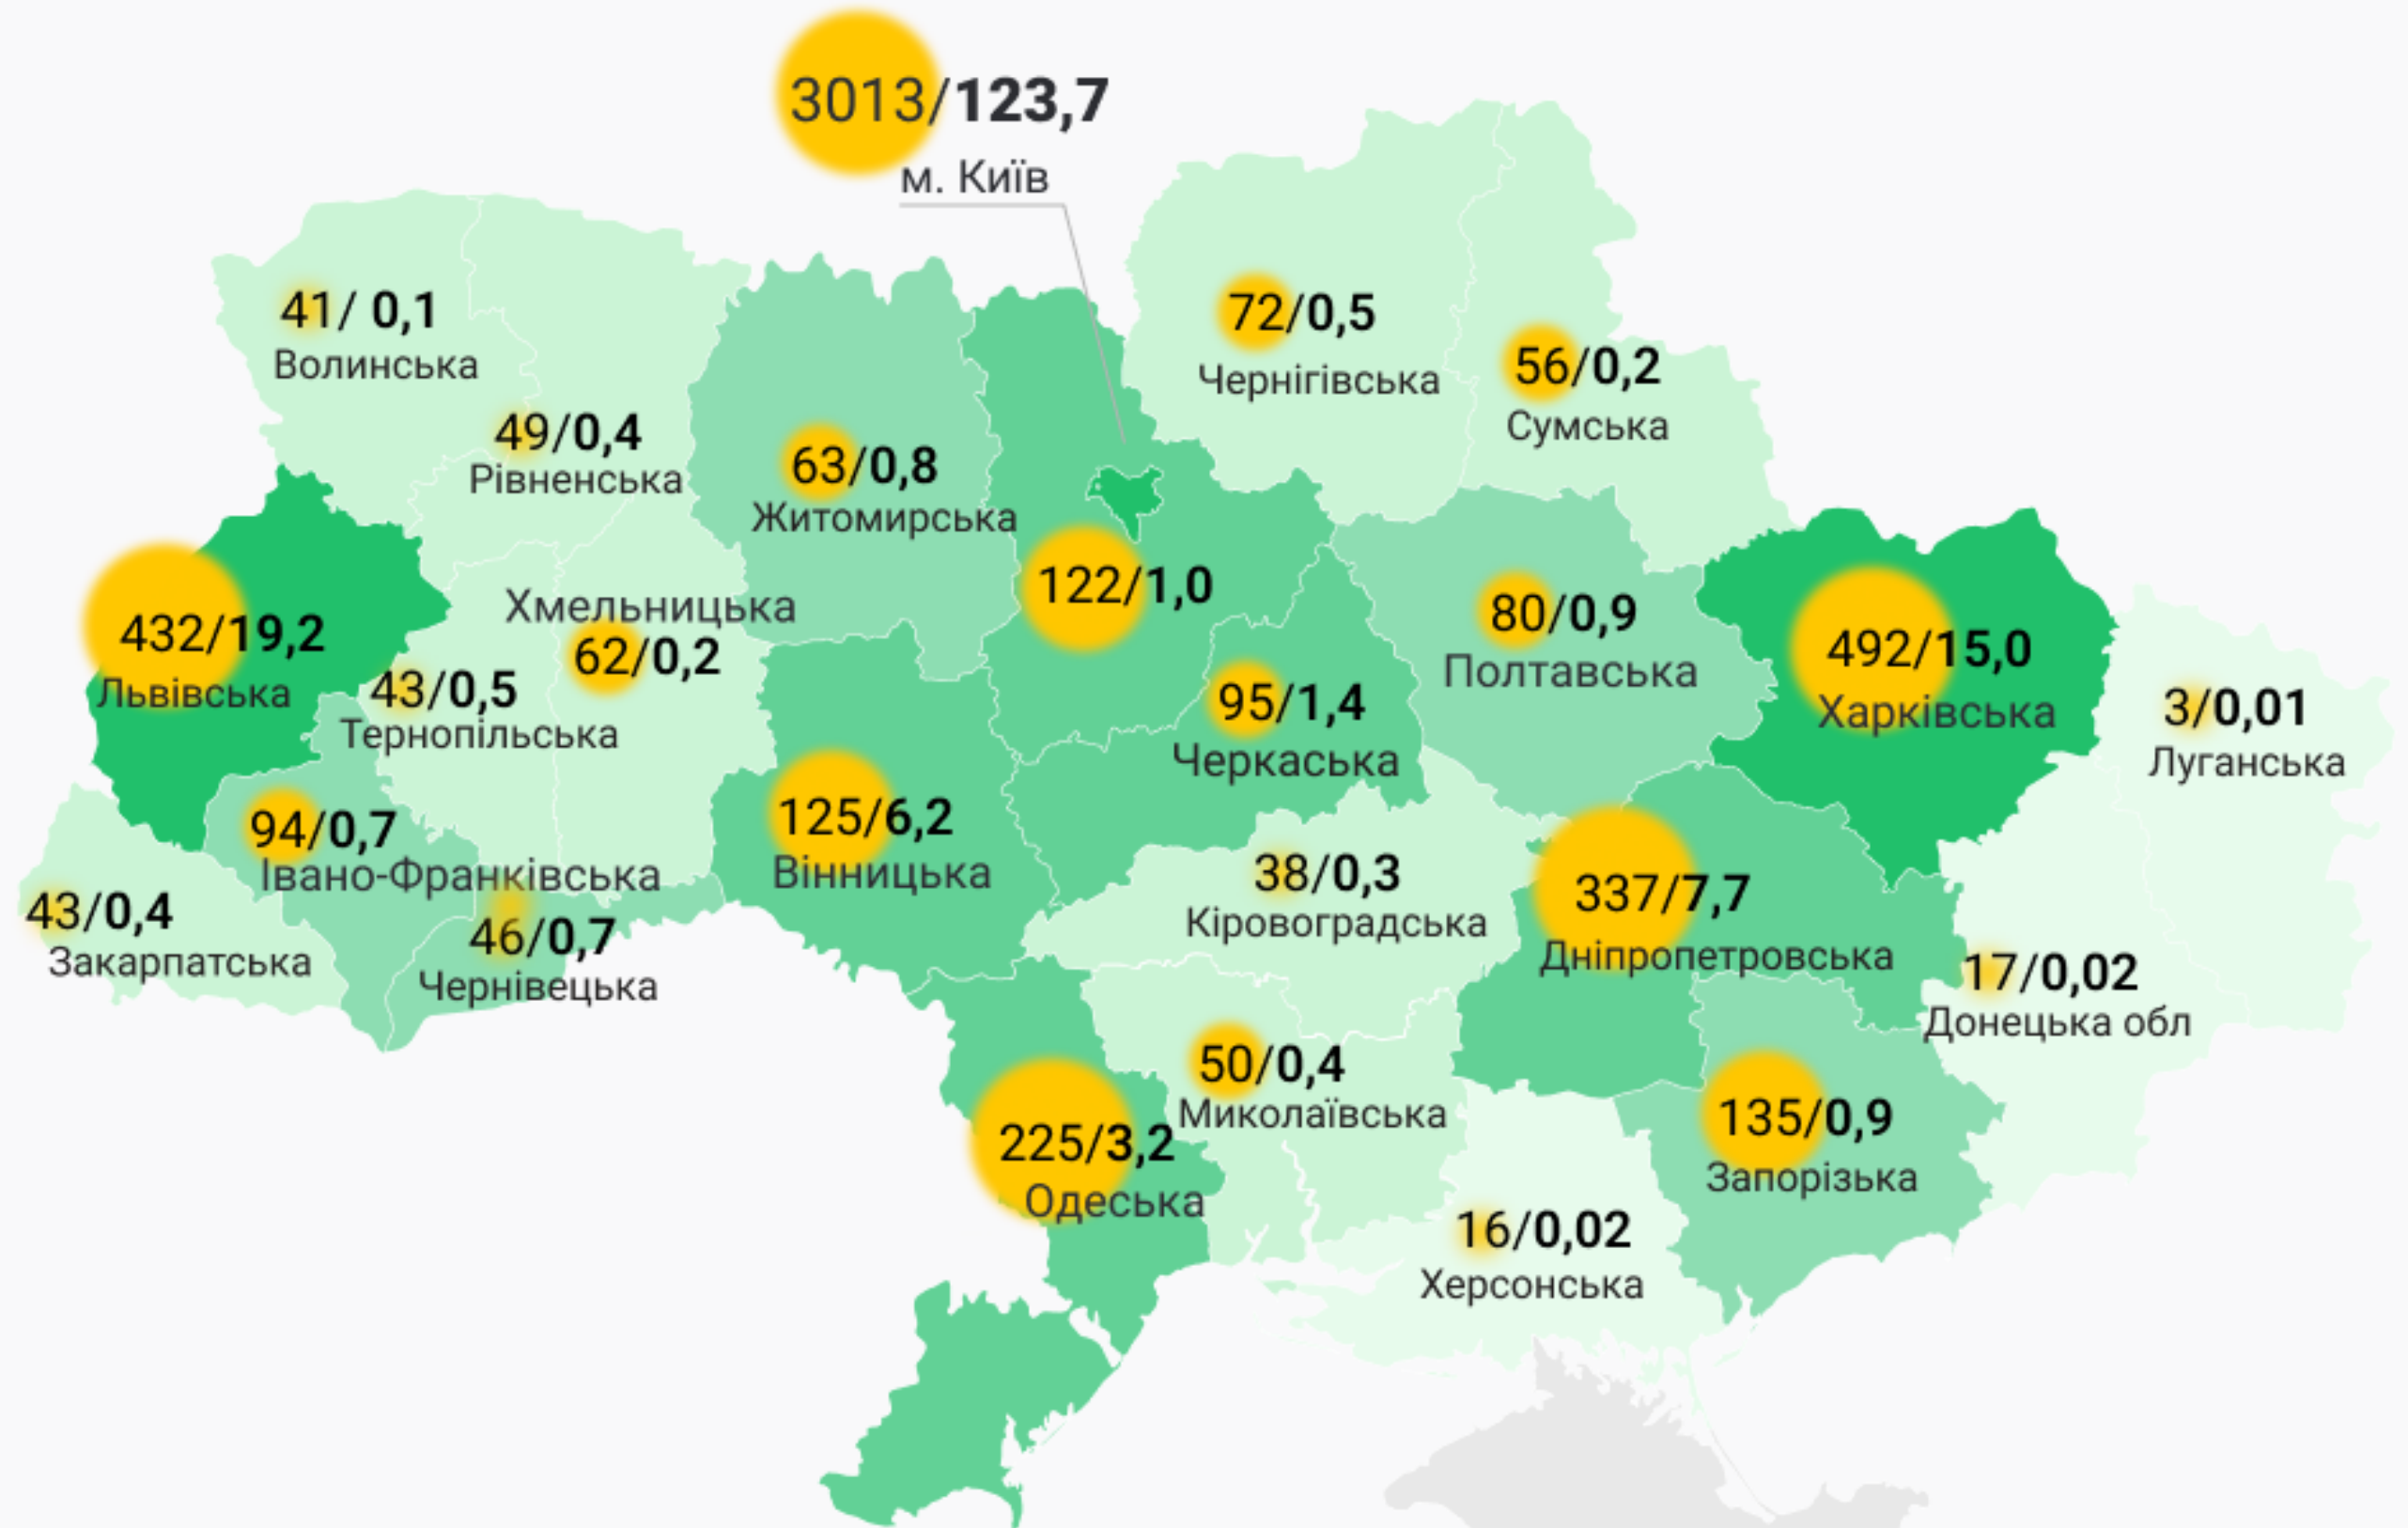 3013/123,7
м. Київ
41/ 0,1
Волинська
72/0,5
Чернігівська
56/0,2
Сумська
49/0,4
Рівненська
63/0,8
Житомирська
122/1,0
Хмельницька
62/0,2
80/0,9
Полтавська
432/19,2
Львівська
492/15,0
Харківська
43/0,5
Тернопільська
95/1,4
Черкаська
3/0,01
Луганська
94/0,7
Івано-Франківська
125/6,2
Вінницька
38/0,3
Кіровоградська
337/7,7
Дніпропетровська
43/0,4
Закарпатська
46/0,7
Чернівецька
17/0,02
Донецька обл
50/0,4
Миколаївська
225/3,2
Одеська
135/0,9
Запорізька
16/0,02
Херсонська